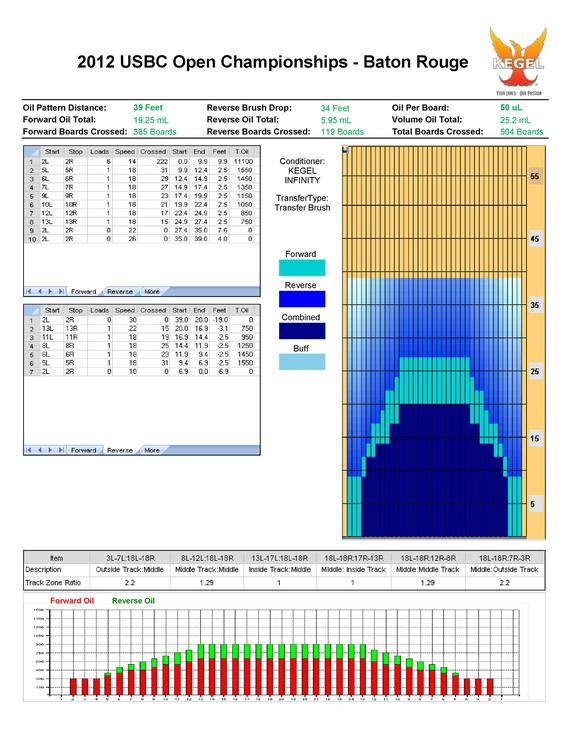 2012 USBC Open Championships - Baton Rouge
KEGEL
Oil Pattern Distance: 39 Feet Reverse Brush Drop: 34 Feet Oil Per Board: 50 uL
Forward Oil Total: 19.25 mL Reverse Oil Total: 5.95 mL Volume Oil Total: 25.2 mL
Forward Boards Crossed: 385 Boards Reverse Boards Crossed: 119 Boards Total Boards Crossed: 504 Boards
Start Stop Loads Speed Crossed Start End Feet T.Oil
1 2L 2R 6 14 222 0.0 9.9 9.9 11100
2 5L 5R 1 18 31 9.9 12.4 2.5 1550
3 6L 6R 1 18 29 12.4 14.9 2.5 1450
4 7L 7R 1 18 27 14.9 17.4 2.5 1350
5 9L 9R 1 18 23 17.4 19.9 2.5 1150
6 10L 10R 1 18 21 19.9 22.4 2.5 1050
7 12L 12R 1 18 17 22.4 24.9 2.5 850
8 13L 13R 1 18 15 24.9 27.4 2.5 750
9 2L 2R 0 22 0 27.4 35.0 7.6 0
10 2L 2R 0 26 0 35.0 39.0 4.0 0
Forward Reverse More
Start Stop Loads Speed Crossed Start End Feet T.Oil
1 2L 2R 0 30 0 39.0 20.0 -19.0 0
2 13L 13R 1 22 15 20.0 16.9 -3.1 750
3 11L 11R 1 18 19 16.9 14.4 -2.5 950
4 8L 8R 1 18 25 14.4 11.9 -2.5 1250
5 6L 6R 1 18 29 11.9 9.4 -2.5 1450
6 5L 5R 1 18 31 9.4 6.9 -2.5 1550
7 2L 2R 0 10 0 6.9 0.0 -6.9 0
Forward Reverse More
Conditioner:
KEGEL
INFINITY
TransferType:
Transfer Brush
Forward
Reverse
Combined
Buff
55
45
35
25
15
5
Item 3L-7L:18L-18R 8L-12L:18L-18R 13L-17L:18L-18R 18L-18R:17R-13R 18L-18R:12R-8R 18L-18R:7R-3R
Description Outside Track:Middle Middle Track:Middle Inside Track:Middle Middle: Inside Track Middle:Middle Track Middle:Outside Track
Track Zone Ratio 2.2 1.29 1 1 1.29 2.2
Forward Oil Reverse Oil